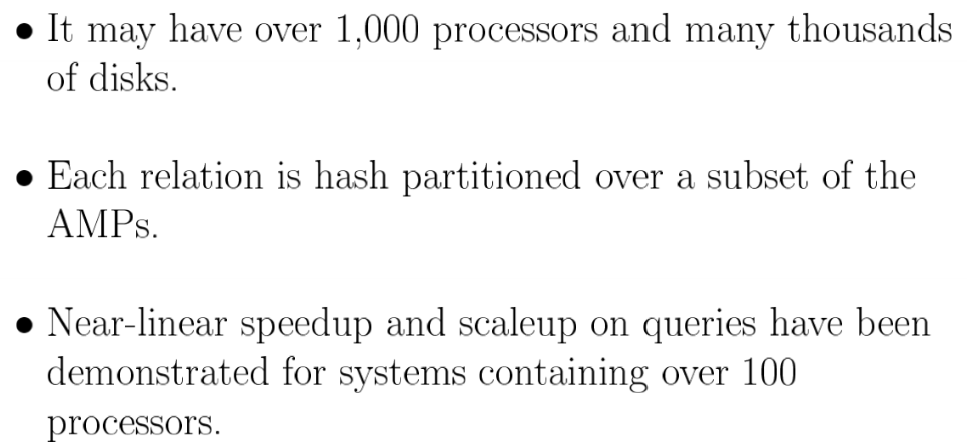 • It may have over 1,000 processors and many thousands
of disks.
• Each relation is hash partitioned over a subset of the
AMPs.
• Near-linear speedup and scaleup on queries have been
demonstrated for systems containing over 100
processors.